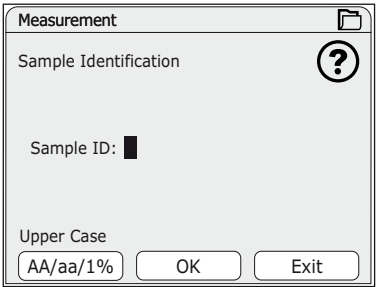 Measurement
Sample Identification
?
Sample ID:
Upper Case
AA/aa/1% OK Exit